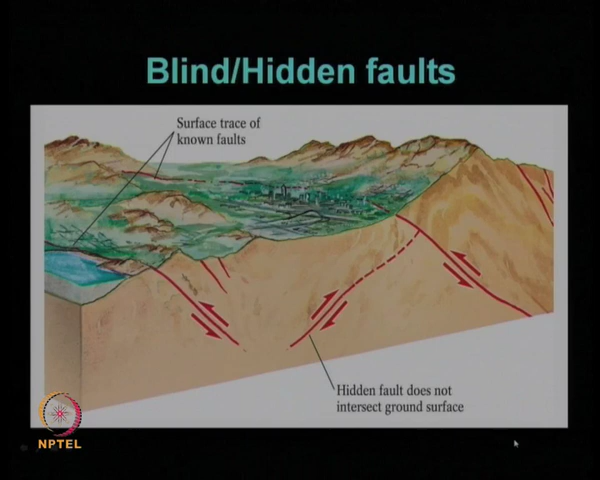 Blind/Hidden faults
Surface trace of
known faults
Hidden fault does not
intersect ground surface
NPTEL